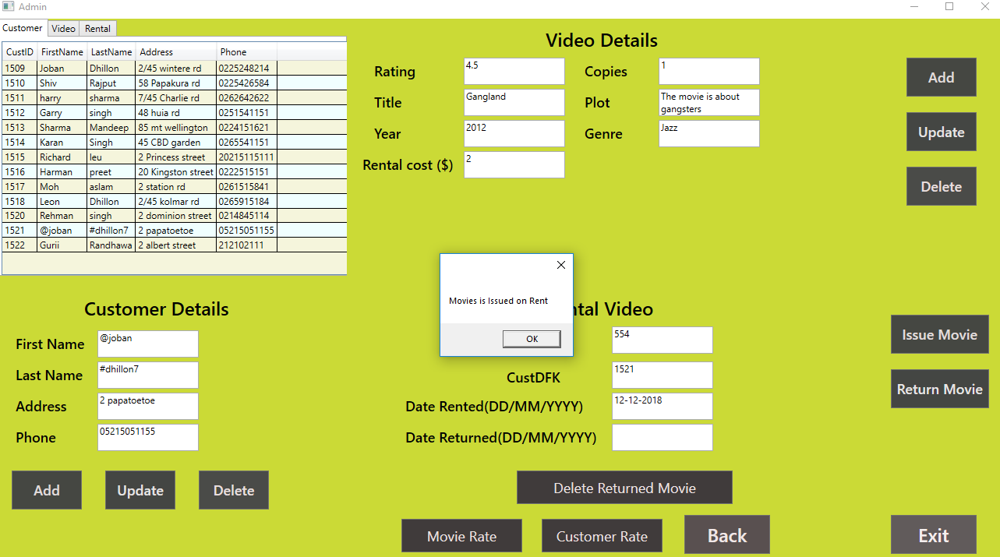 Admin
Customer Video Rental
CustID FirstName LastName Address Phone
1509 Joban Dhillon 2/45 wintere rd 0225248214
1510 Shiv Rajput 58 Papakura rd 0225426584
1511 harry sharma 7/45 Charlie rd 0262642622
1512 Garry singh 48 huia rd 0251541151
1513 Sharma Mandeep 85 mt wellington 0224151621
1514 Karan Singh 45 CBD garden 0265541151
1515 Richard leu 2 Princess street 20215115111
1516 Harman preet 20 Kingston street 0222515151
1517 Moh aslam 2 station rd 0261515841
1518 Leon Dhillon 2/45 kolmar rd 0265915184
1520 Rehman singh 2 dominion street 0214845114
1521 @joban #dhillon7 2 papatoetoe 05215051155
1522 Gurii Randhawa 2 albert street 212102111
Video Details
Rating 4.5 Copies 1
Title Gangland Plot The movie is about
gangsters
Year 2012 Genre Jazz
Rental cost ($) 2
Add
Update
Delete
Movies is Issued on Rent
OK
Customer Details
First Name @joban
Last Name #dhillon7
Address 2 papatoetoe
Phone 05215051155
Add Update Delete
ntal Video
554
CustDFK 1521
Date Rented(DD/MM/YYYY) 12-12-2018
Date Returned(DD/MM/YYYY)
Issue Movie
Return Movie
Delete Returned Movie
Movie Rate Customer Rate Back Exit